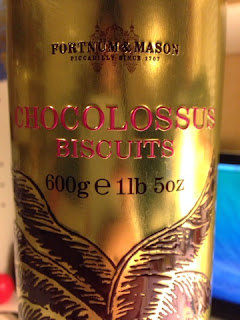 FORTNUM & MASON
PICCADILLY SINCE 1707
CHOCOLOSSUS
BISCUITS
600g e 1lb 5oz